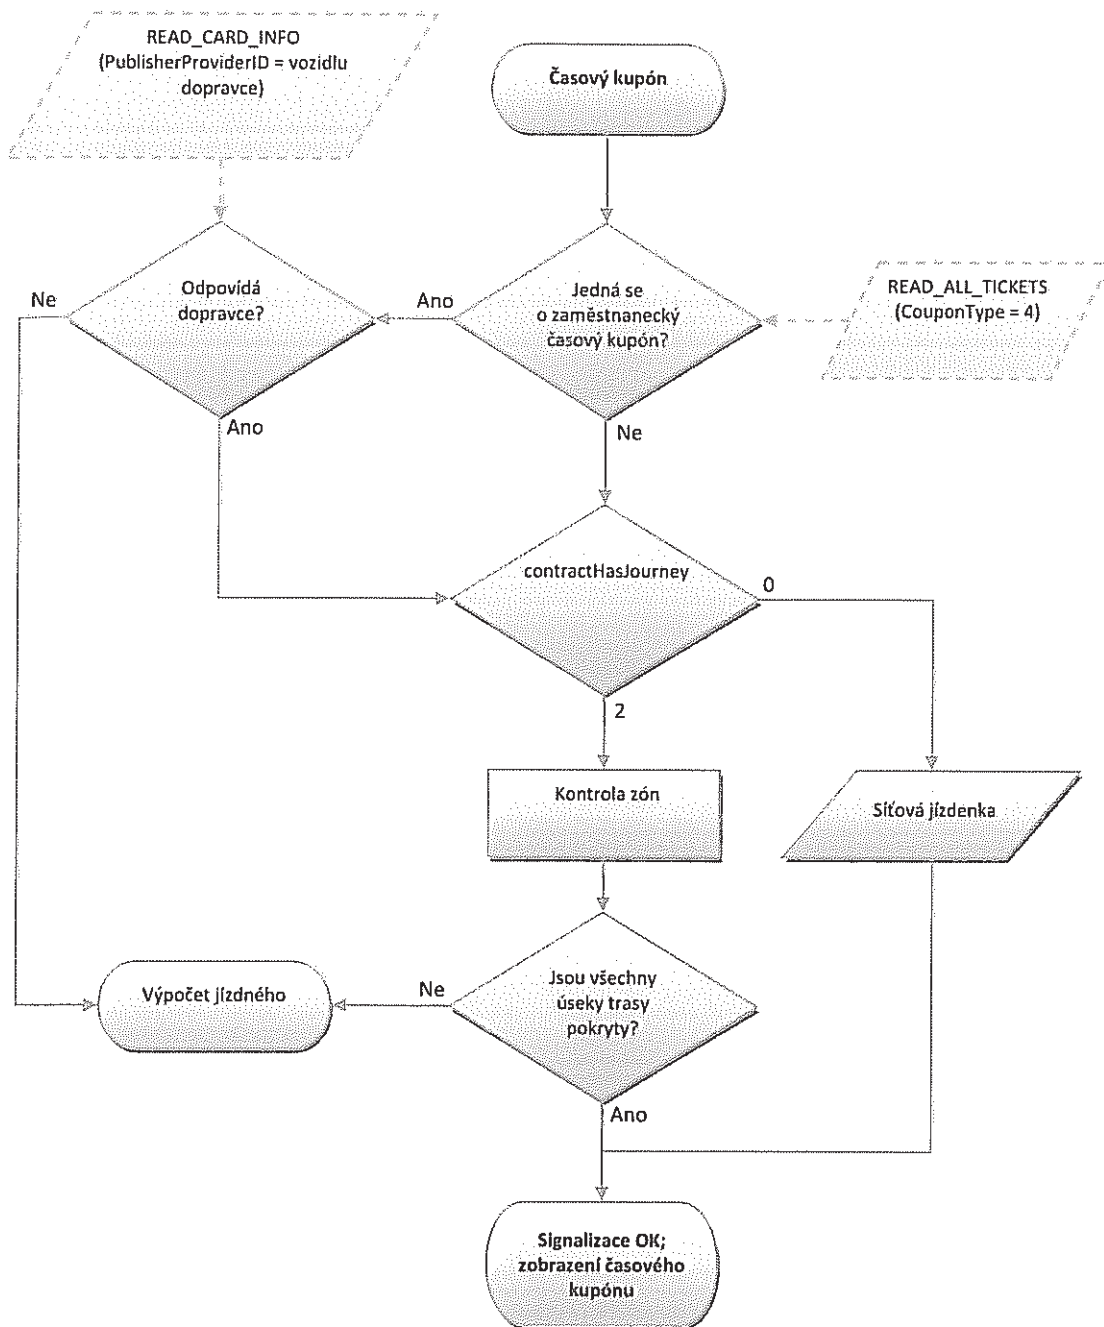 READ_CARD_INFO
(PublisherProviderID = vozidlu
dopravce)
Časový kupón
Ne
Odpovídá
dopravce?
Ano
Jedná se
o zaměstnanecký
časový kupón?
READ_ALL_TICKETS
(CouponType = 4)
Ano
Ne
contractHasJourney
0
2
Kontrola zón
Síťová jízdenka
Výpočet jízdného
Ne
Jsou všechny
úseky trasy
pokryty?
Ano
Signalizace OK;
zobrazení časového
kupónu